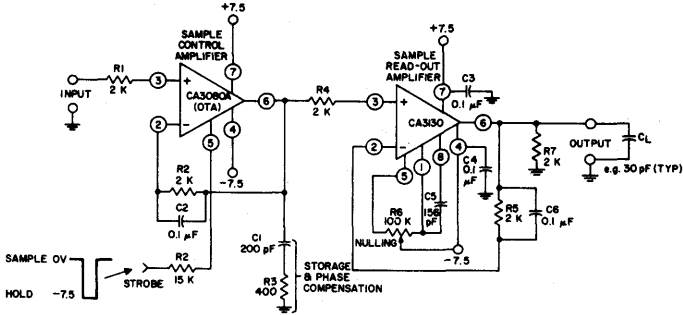 +7.5
SAMPLE
CONTROL
AMPLIFIER
7
R1
2 K
3
+
CA3080A
(OTA)
6
INPUT
2
-
5
4
-7.5
R2
2 K
C2
0.1 μF
SAMPLE 0V
HOLD -7.5
STROBE
R2
15 K
C1
200 pF
R3
400
STORAGE
& PHASE
COMPENSATION
R4
2 K
+7.5
SAMPLE
READ-OUT
AMPLIFIER
7
C3
0.1 μF
3
+
CA3130
6
2
-
5
1
8
4
C4
0.1
μF
C5
156
pF
R6
100 K
NULLING
-7.5
R5
2 K
C6
0.1
μF
R7
2 K
OUTPUT
CL
e.g. 30 pF (TYP)